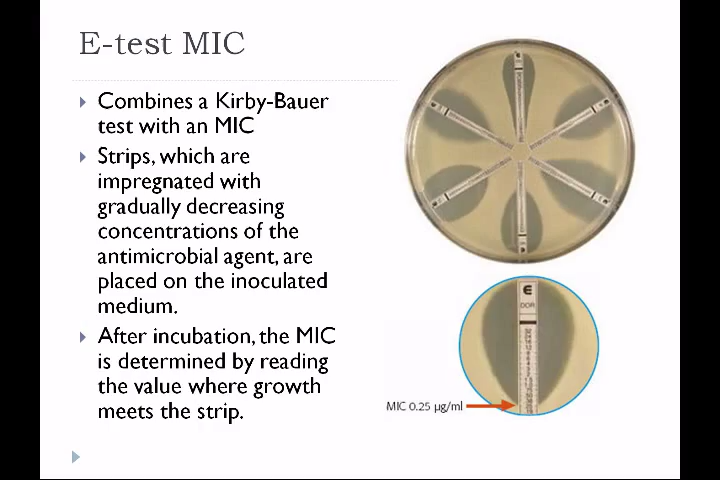 E-test MIC
Combines a Kirby-Bauer
test with an MIC
Strips, which are
impregnated with
gradually decreasing
concentrations of the
antimicrobial agent, are
placed on the inoculated
medium.
After incubation, the MIC
is determined by reading
the value where growth
meets the strip.
E
DOR
MIC 0.25 µg/ml